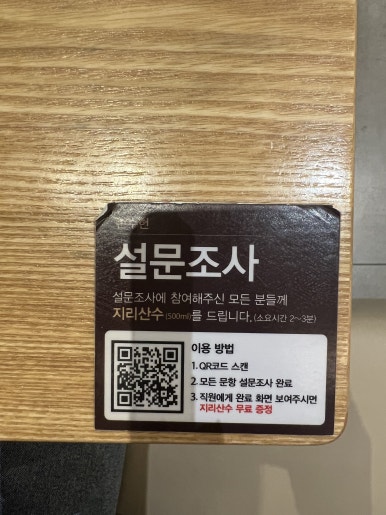 설문조사
설문조사에 참여해주신 모든 분들께
지리산수(500ml)를 드립니다. (소요시간 2~3분)
이용 방법
1. QR코드 스캔
2. 모든 문항 설문조사 완료
3. 직원에게 완료 화면 보여주시면
지리산수 무료 증정